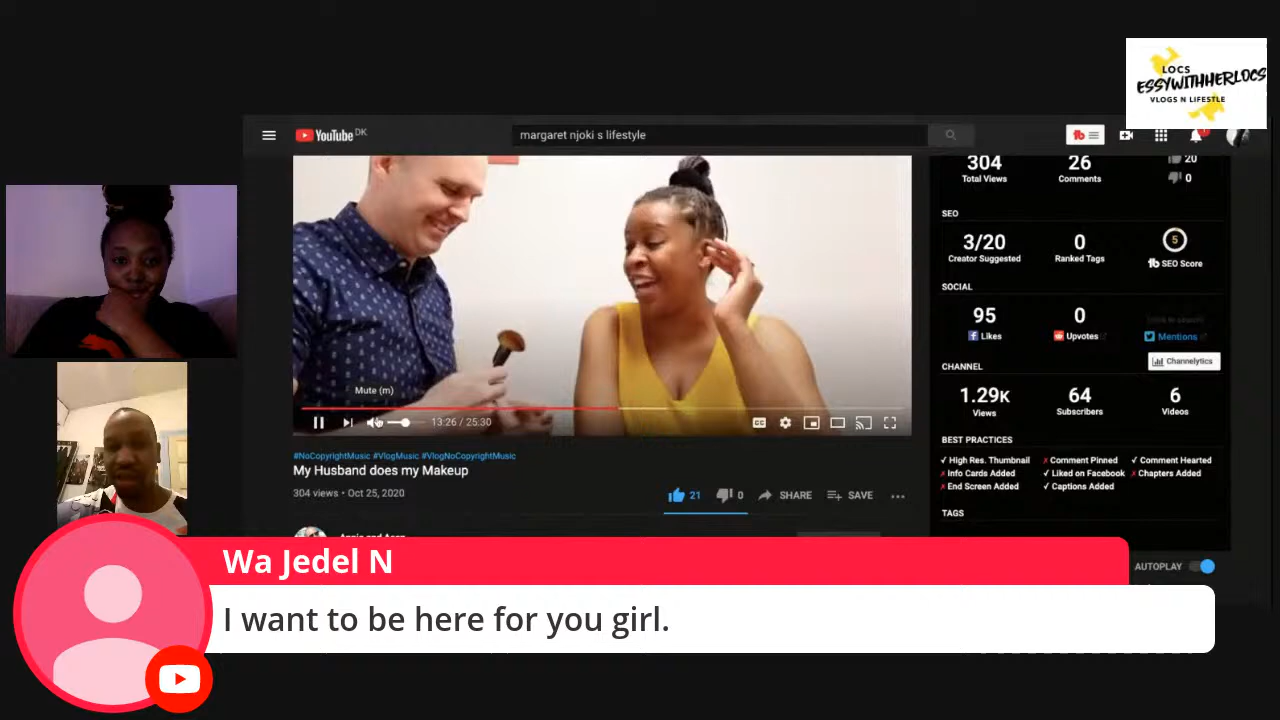 LOCS
ESSYWITHHERLOCS
VLOGS N LIFESTLE
YouTube DK
margaret njoki s lifestyle
304
Total Views
26
Comments
20
0
SEO
3/20
Creator Suggested
0
Ranked Tags
5
SEO Score
SOCIAL
95
Likes
0
Upvotes
Mentions
Channelytics
CHANNEL
1.29K
Views
64
Subscribers
6
Videos
BEST PRACTICES
✓ High Res. Thumbnail ✗ Comment Pinned ✓ Comment Hearted
✗ Info Cards Added ✓ Liked on Facebook ✗ Chapters Added
✗ End Screen Added ✓ Captions Added
TAGS
Mute (m)
13:26 / 25:30
CC
#NoCopyrightMusic #VlogMusic #VlogNoCopyrightMusic
My Husband does my Makeup
304 views • Oct 25, 2020
21 0 SHARE SAVE
AUTOPLAY
Wa Jedel N
I want to be here for you girl.